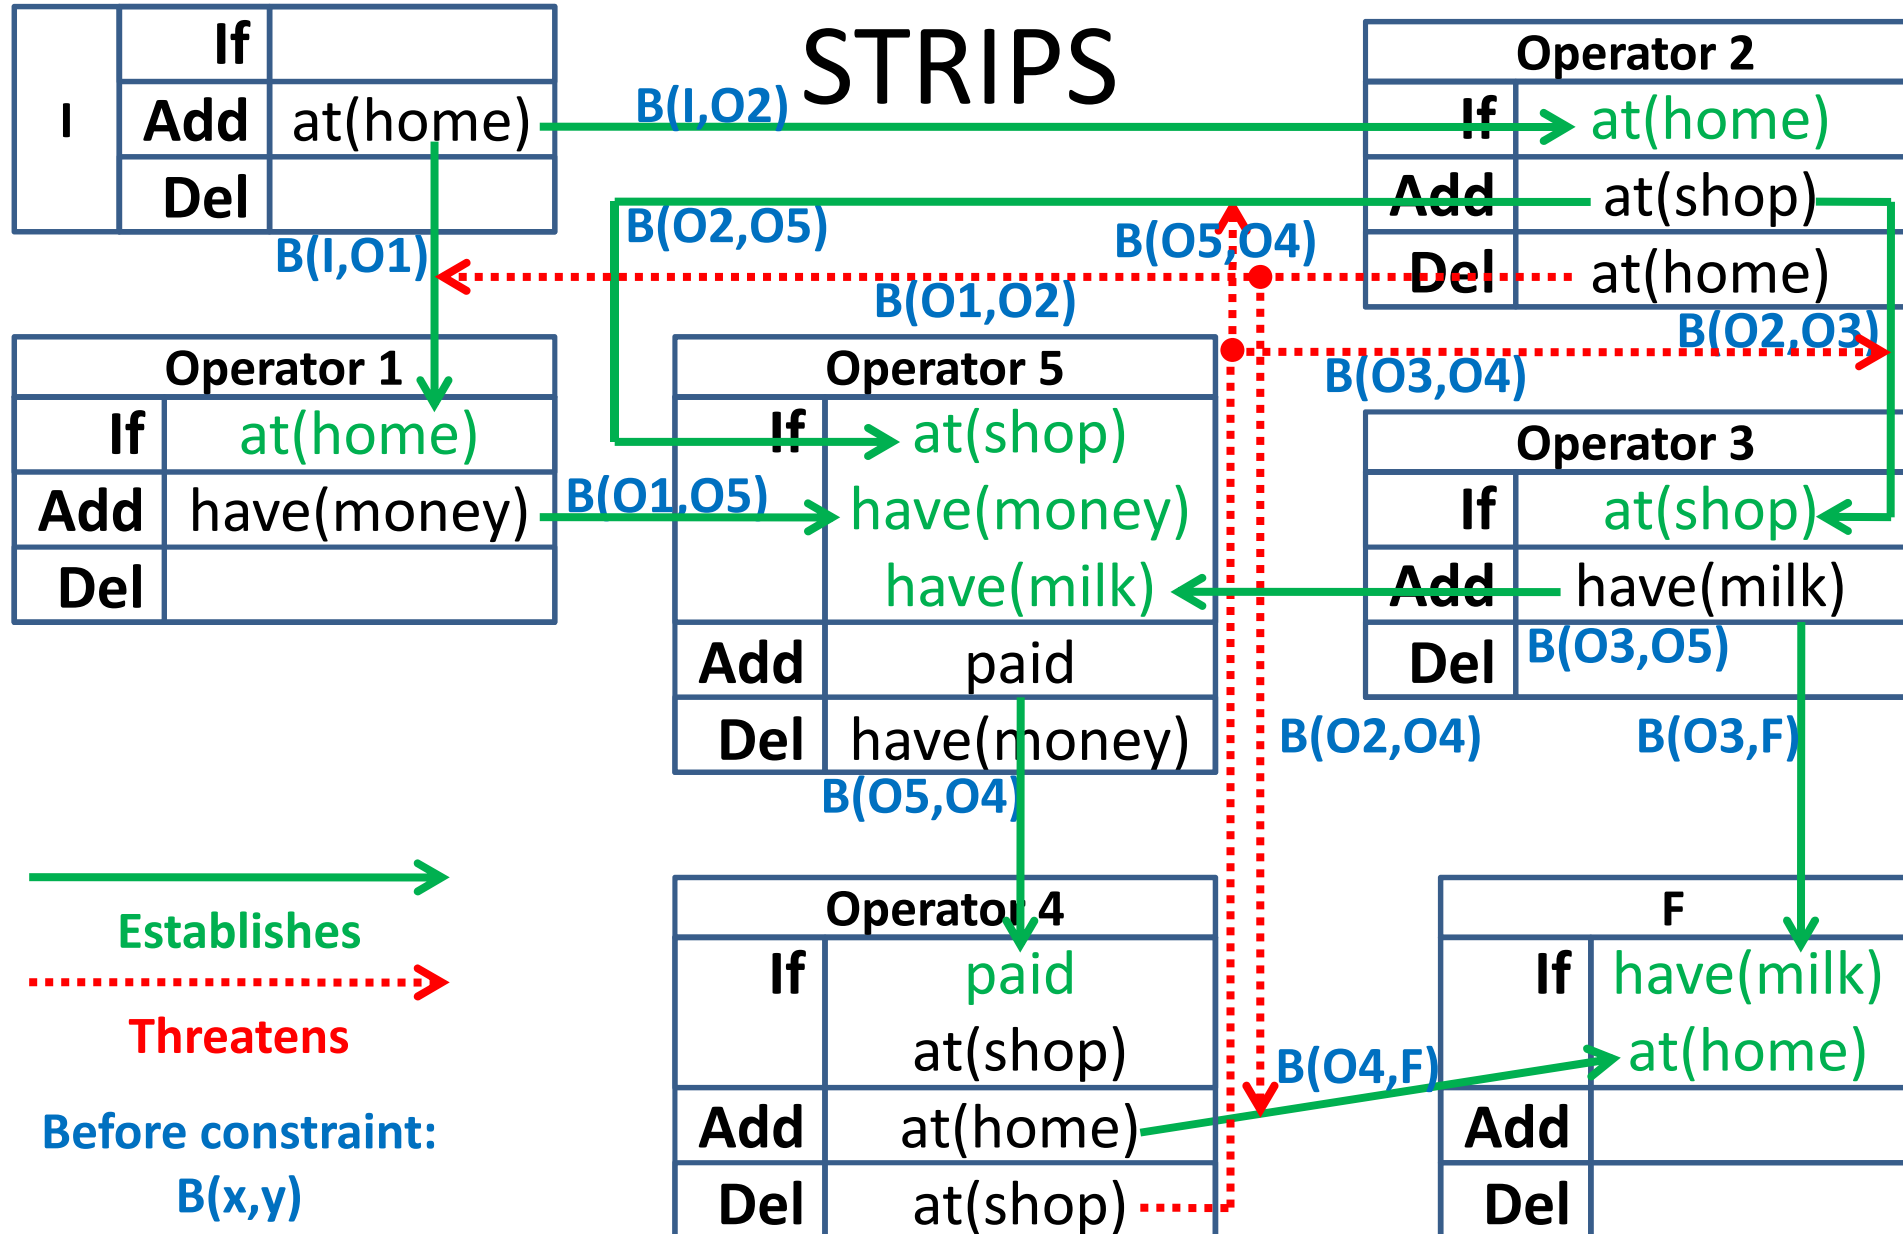 STRIPS
I
If
Add at(home)
Del
B(I,O2)
Operator 2
If at(home)
Add at(shop)
Del at(home)
B(I,O1)
B(O2,O5)
B(O5,O4)
B(O1,O2)
B(O2,O3)
B(O3,O4)
Operator 1
If at(home)
Add have(money)
Del
B(O1,O5)
Operator 5
If at(shop)
have(money)
have(milk)
Add paid
Del have(money)
Operator 3
If at(shop)
Add have(milk)
Del
B(O3,O5)
B(O2,O4)
B(O3,F)
B(O5,O4)
Establishes
Threatens
Before constraint:
B(x,y)
Operator 4
If paid
at(shop)
Add at(home)
Del at(shop)
B(O4,F)
F
If have(milk)
at(home)
Add
Del